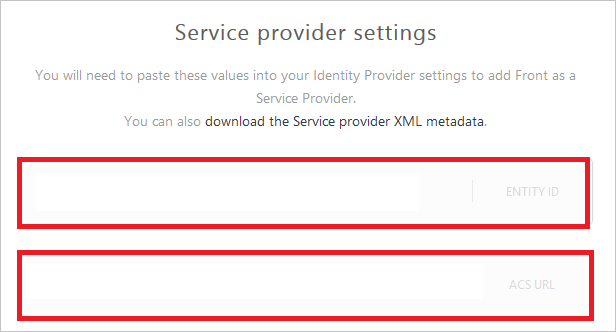 Service provider settings
You will need to paste these values into your Identity Provider settings to add Front as a
Service Provider.
You can also download the Service provider XML metadata.
ENTITY ID
ACS URL